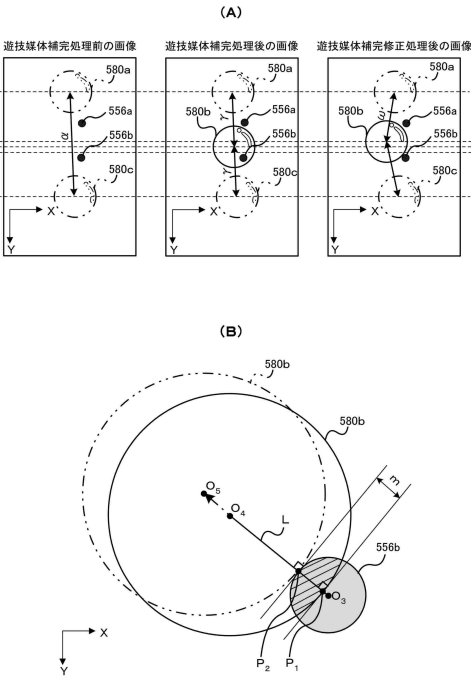 (A)
遊技媒体補完処理前の画像
遊技媒体補完処理後の画像
遊技媒体補完修正処理後の画像
580a
556a
α
556b
580c
X
Y
580a
580b
γ
556a
556b
γ
580c
X
Y
580a
580b
ω
556a
556b
580c
X
Y
(B)
580b
580b
O5
O4
L
m
556b
O3
P2
P1
X
Y